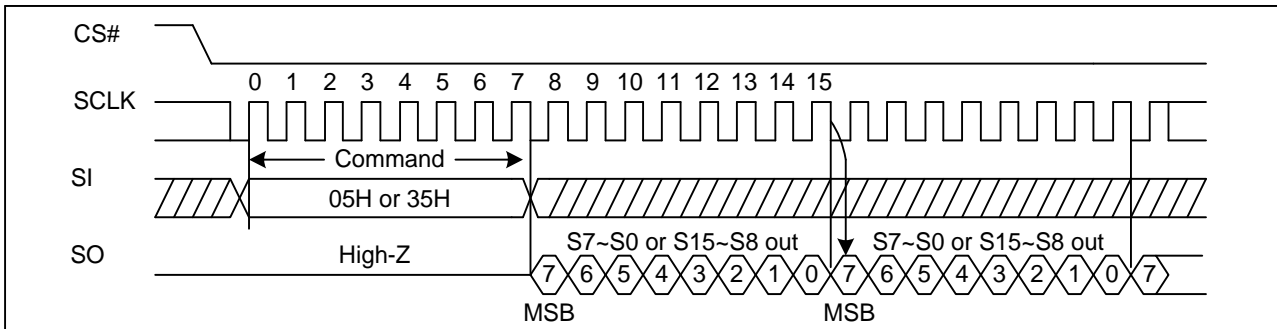 CS#
0 1 2 3 4 5 6 7 8 9 10 11 12 13 14 15
SCLK
Command
SI
05H or 35H
S7~S0 or S15~S8 out S7~S0 or S15~S8 out
SO
High-Z
7 6 5 4 3 2 1 0 7 6 5 4 3 2 1 0 7
MSB MSB